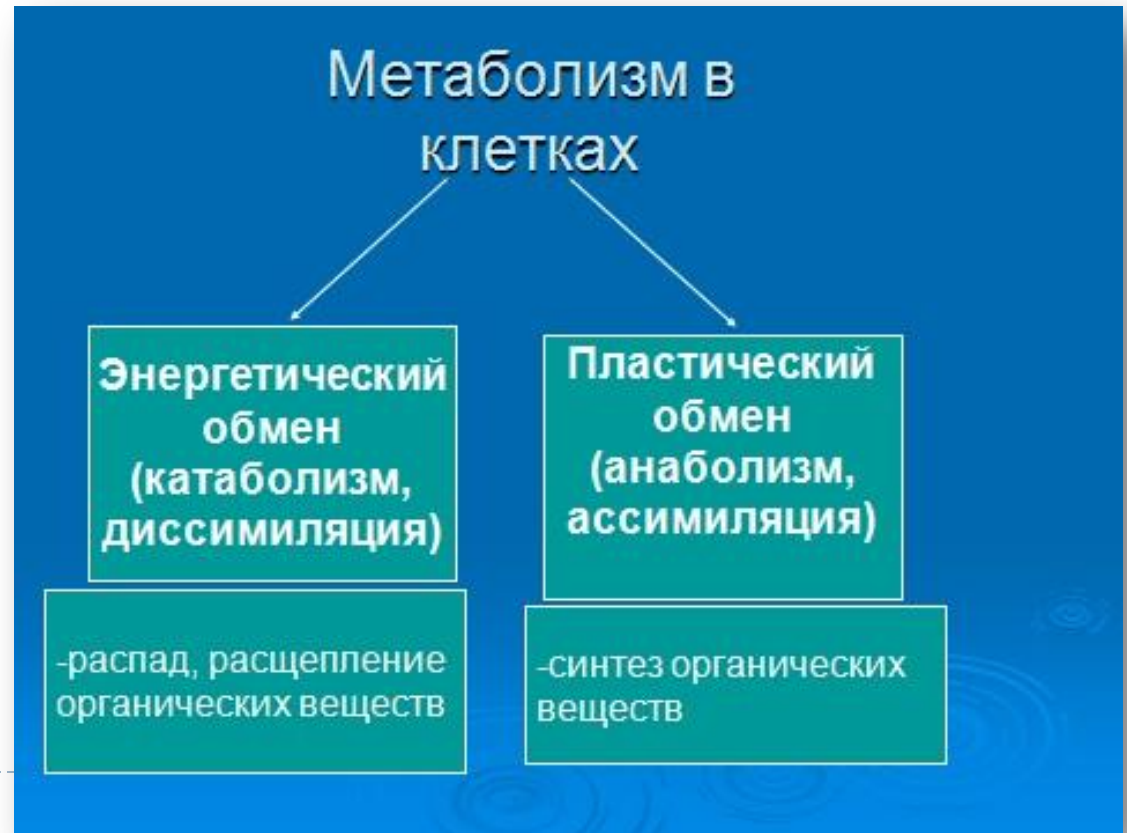 Метаболизм в
клетках
Энергетический
обмен
(катаболизм,
диссимиляция)
-распад, расщепление
органических веществ
Пластический
обмен
(анаболизм,
ассимиляция)
-синтез органических
веществ